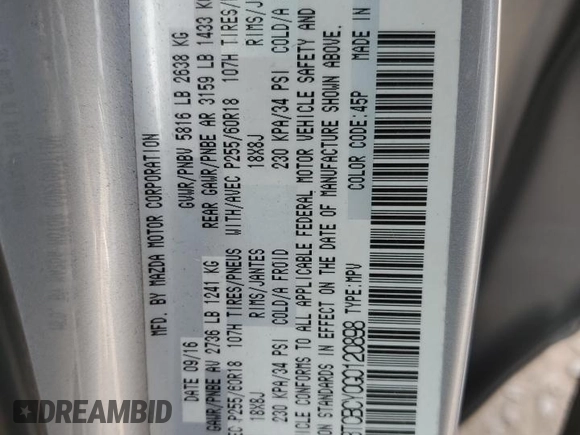 MFD. BY MAZDA MOTOR CORPORATION
DATE 09/16 GVWR/PNBV 5816 LB 2638 KG
GAWR/PNBE AV 2736 LB 1241 KG REAR GAWR/PNBE AR 3159 LB 1433
P255/60R18 107H TIRES/PNEUS WITH/AVEC P255/60R18 107H TIRES/
18X8J RIMS/JANTES 18X8J RIMS/J
230 KPA/34 PSI COLD/A FROID 230 KPA/34 PSI COLD/A
VEHICLE CONFORMS TO ALL APPLICABLE FEDERAL MOTOR VEHICLE SAFETY AND
STANDARDS IN EFFECT ON THE DATE OF MANUFACTURE SHOWN ABOVE.
TYPE:MPV COLOR CODE:45P MADE IN
BIDCARS